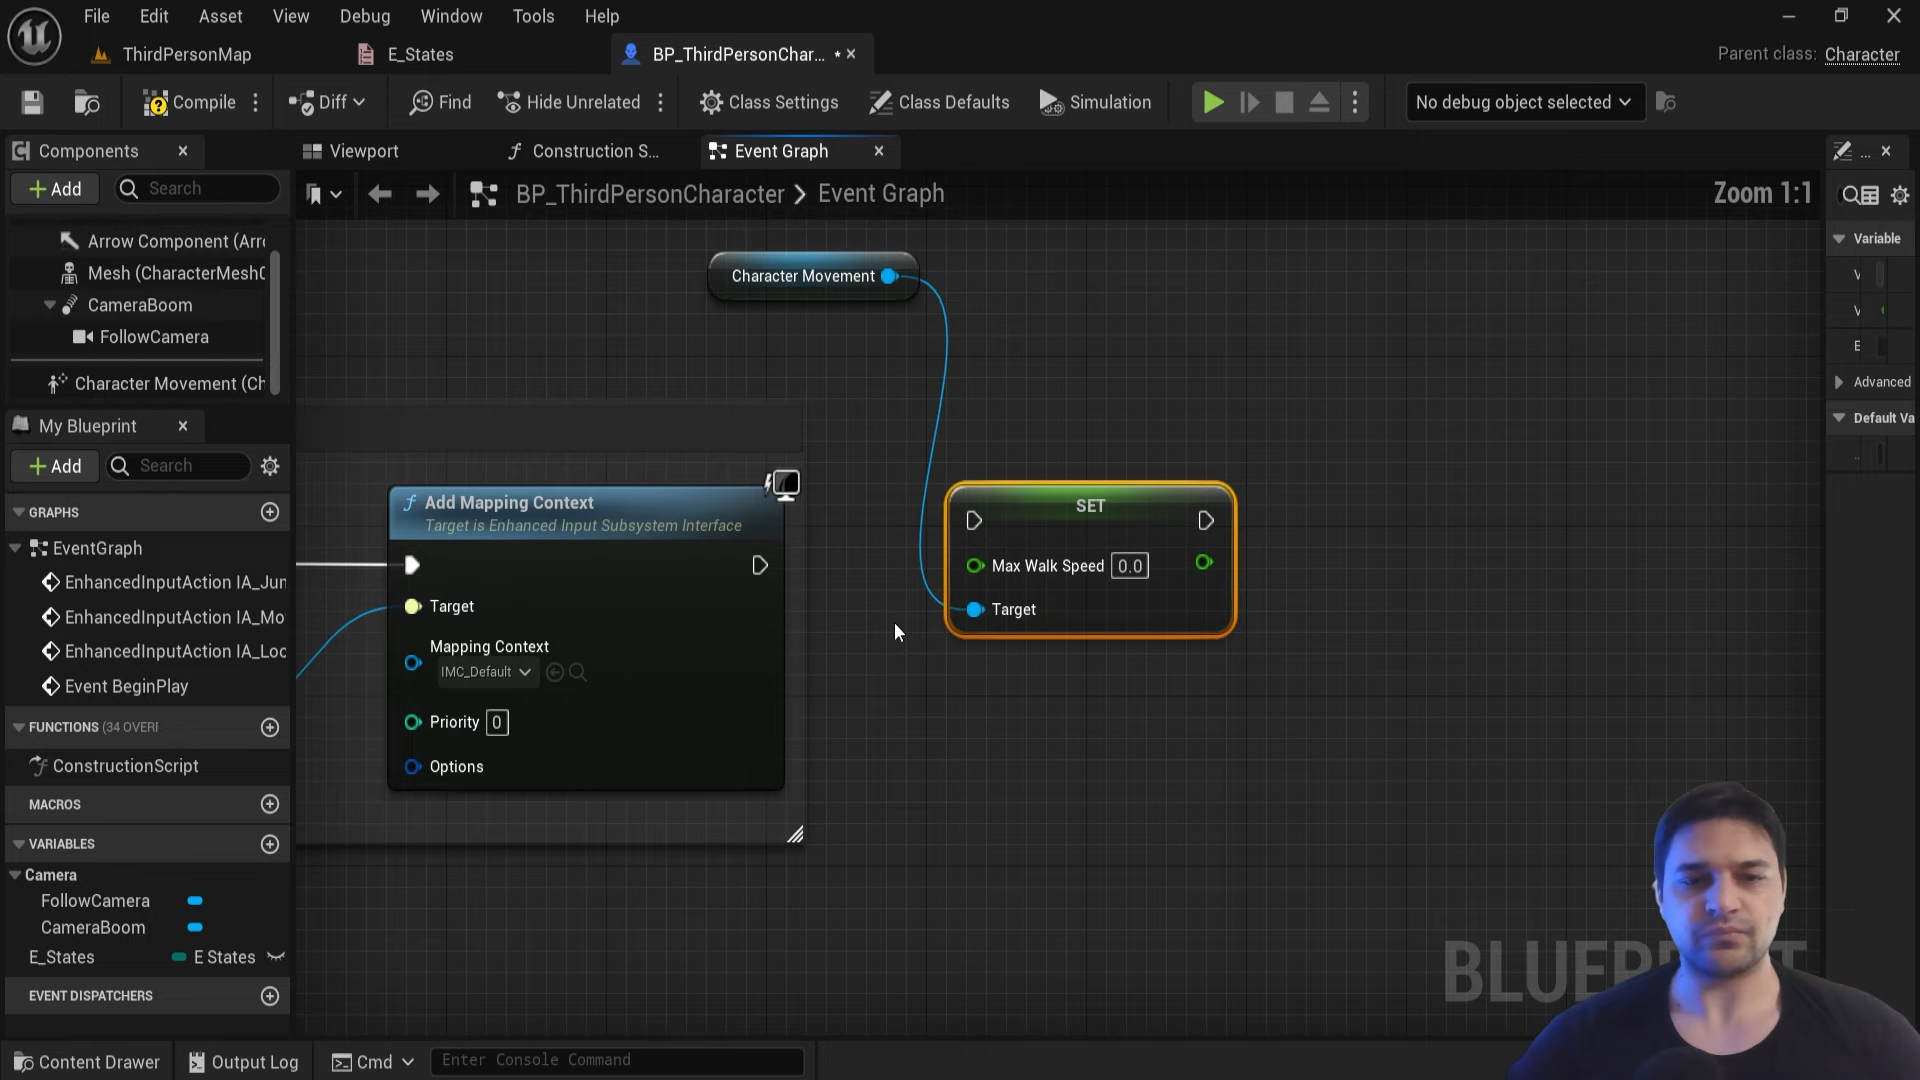 File Edit Asset View Debug Window Tools Help
ThirdPersonMap E_States BP_ThirdPersonChar... Parent class: Character
Compile Diff Find Hide Unrelated Class Settings Class Defaults Simulation No debug object selected
Components Viewport Construction S... Event Graph ...
Add Search BP_ThirdPersonCharacter > Event Graph Zoom 1:1
Arrow Component (Arr
Mesh (CharacterMesh0
CameraBoom
FollowCamera
Character Movement (Ch
My Blueprint
Add Search
GRAPHS
EventGraph
EnhancedInputAction IA_Jun
EnhancedInputAction IA_Mo
EnhancedInputAction IA_Loc
Event BeginPlay
FUNCTIONS (34 OVERI
ConstructionScript
MACROS
VARIABLES
Camera
FollowCamera
CameraBoom
E_States E States
EVENT DISPATCHERS
Character Movement
Add Mapping Context
Target is Enhanced Input Subsystem Interface
Target
Mapping Context
IMC_Default
Priority 0
Options
SET
Max Walk Speed 0.0
Target
Variable
V
V
E
Advanced
Default Va
..
Content Drawer Output Log Cmd Enter Console Command